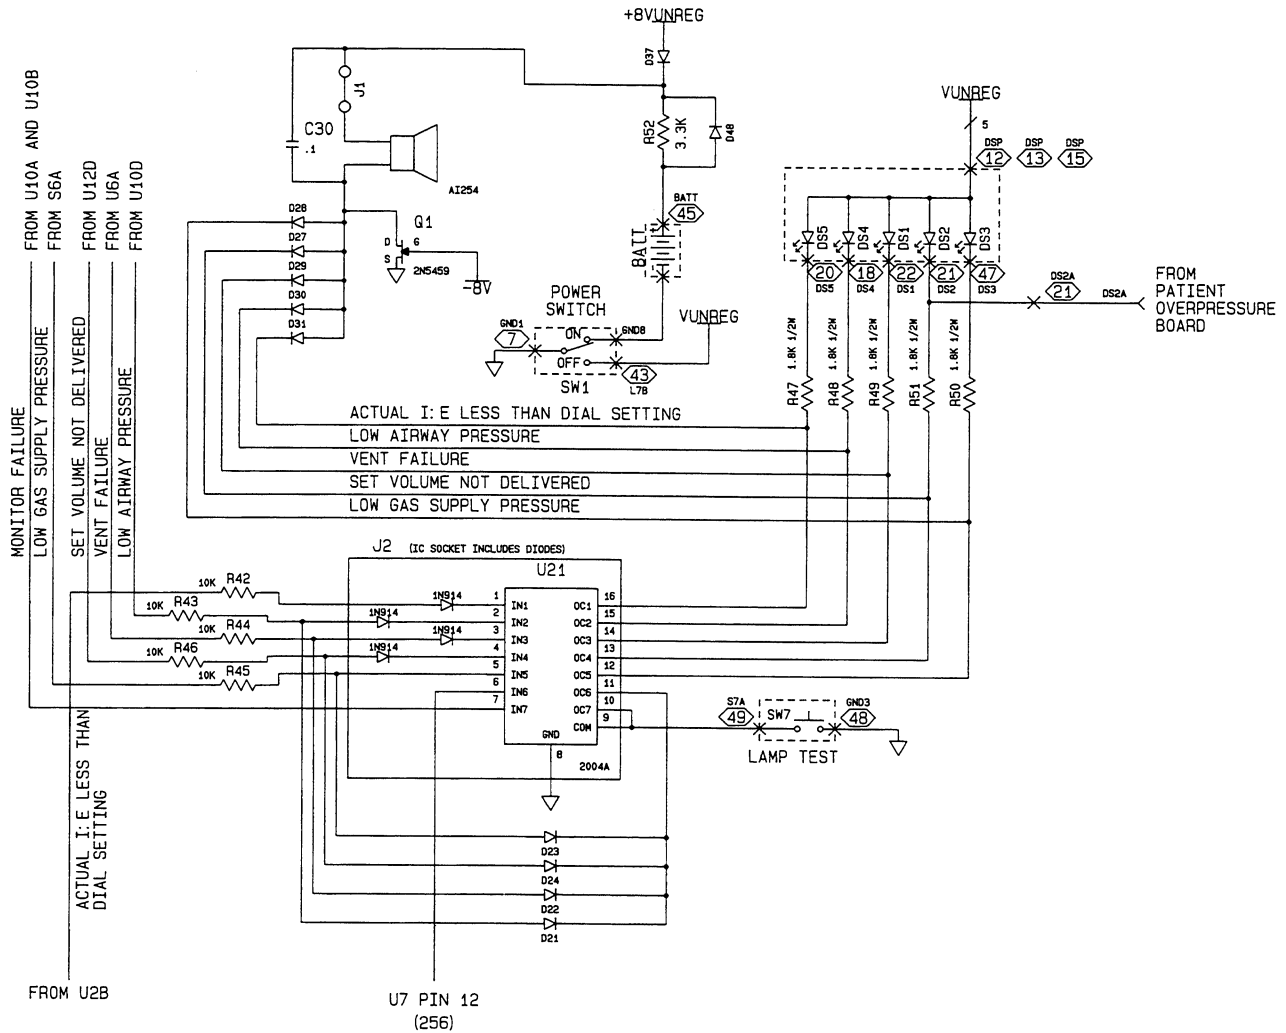 +8VUNREG
D37
J1
C30
.1
R52
3.3K
D48
VUNREG
5
DSP
12
DSP
13
DSP
15
AI254
BATT
45
BATT
D28
D27
D29
D30
D31
Q1
D
G
S
2N5459
-8V
DS5
DS4
DS1
DS2
DS3
20
18
22
21
47
DS5
DS4
DS1
DS2
DS3
DS2A
21
DS2A
FROM
PATIENT
OVERPRESSURE
BOARD
POWER
SWITCH
GND1
7
ON
GND8
OFF
SW1
43
L7B
VUNREG
R47 1.8K 1/2W
R48 1.8K 1/2W
R49 1.8K 1/2W
R51 1.8K 1/2W
R50 1.8K 1/2W
MONITOR FAILURE
FROM U10A AND U10B
LOW GAS SUPPLY PRESSURE
FROM S6A
SET VOLUME NOT DELIVERED
FROM U12D
VENT FAILURE
FROM U6A
LOW AIRWAY PRESSURE
FROM U10D
ACTUAL I:E LESS THAN DIAL SETTING
LOW AIRWAY PRESSURE
VENT FAILURE
SET VOLUME NOT DELIVERED
LOW GAS SUPPLY PRESSURE
J2 (IC SOCKET INCLUDES DIODES)
U21
10K R42
10K R43
10K R44
10K R46
10K R45
1N914
1N914
1N914
1N914
1 IN1 OC1 16
2 IN2 OC2 15
3 IN3 OC3 14
4 IN4 OC4 13
5 IN5 OC5 12
6 IN6 OC6 11
7 IN7 OC7 10
COM 9
GND
8
2004A
S7A
49
SW7
GND3
48
LAMP TEST
ACTUAL I:E LESS THAN
DIAL SETTING
D23
D24
D22
D21
FROM U2B
U7 PIN 12
(256)